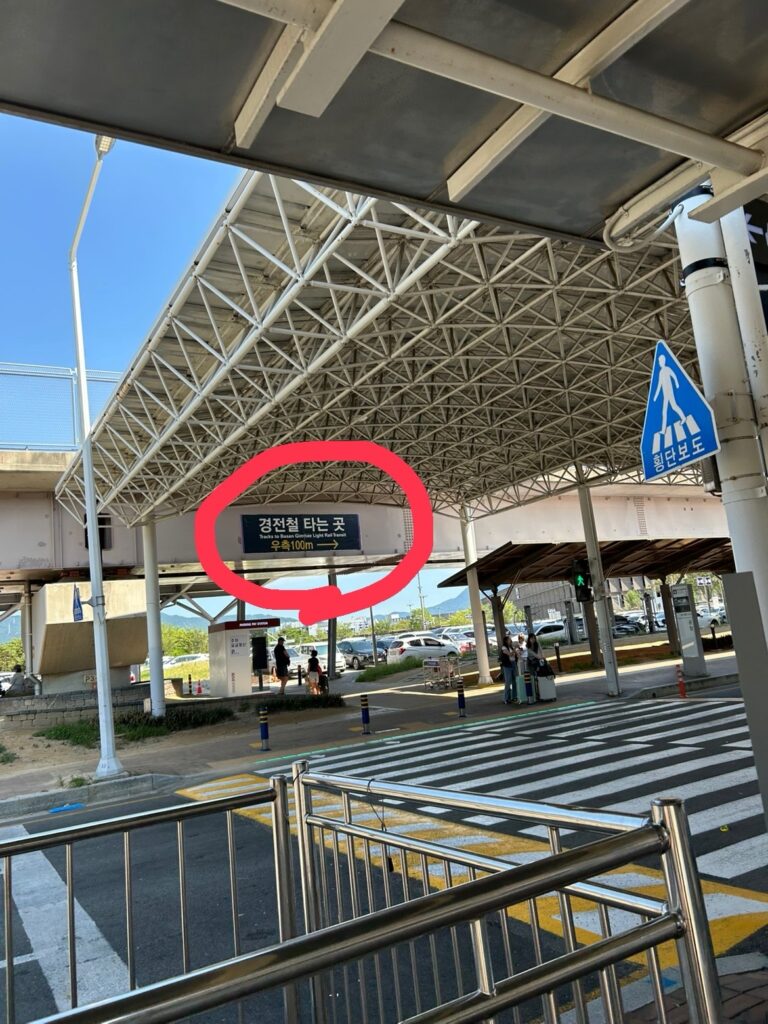 경전철 타는 곳
Tracks to Busan Gimhae Light Rail Transit
우측100m →
횡단보도